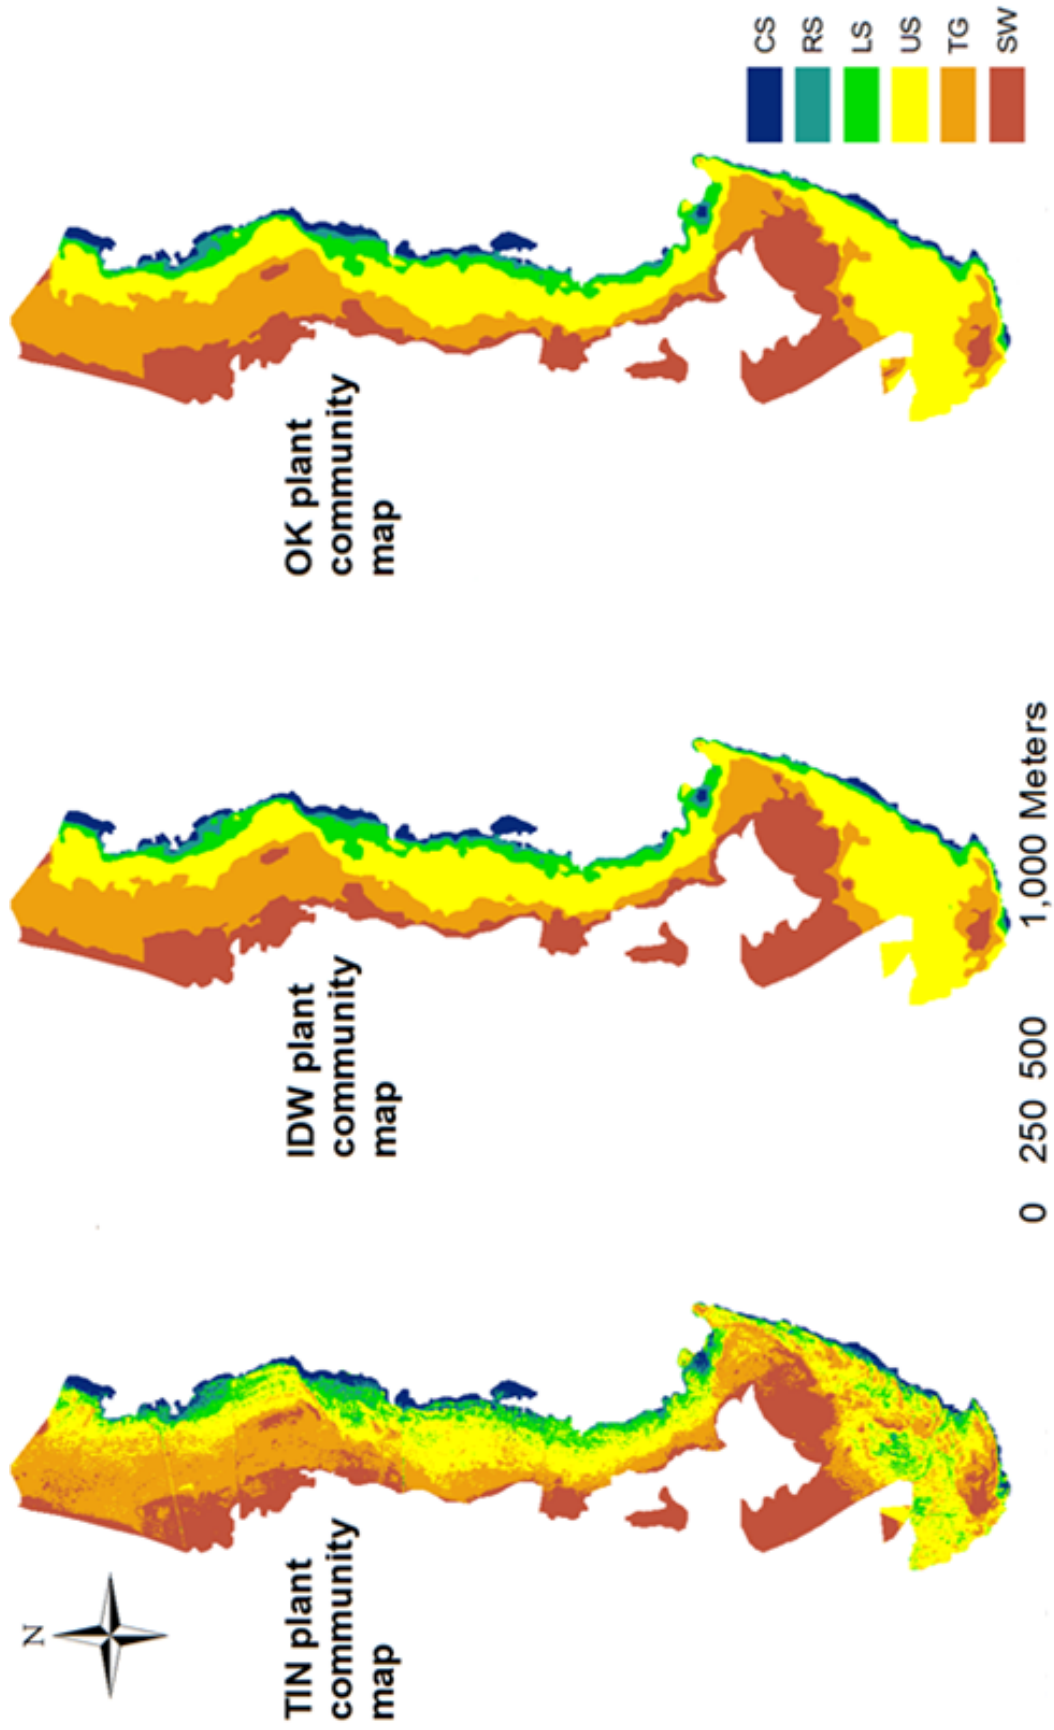 N
TIN plant
community
map
IDW plant
community
map
OK plant
community
map
CS
RS
LS
US
TG
SW
0 250 500 1,000 Meters